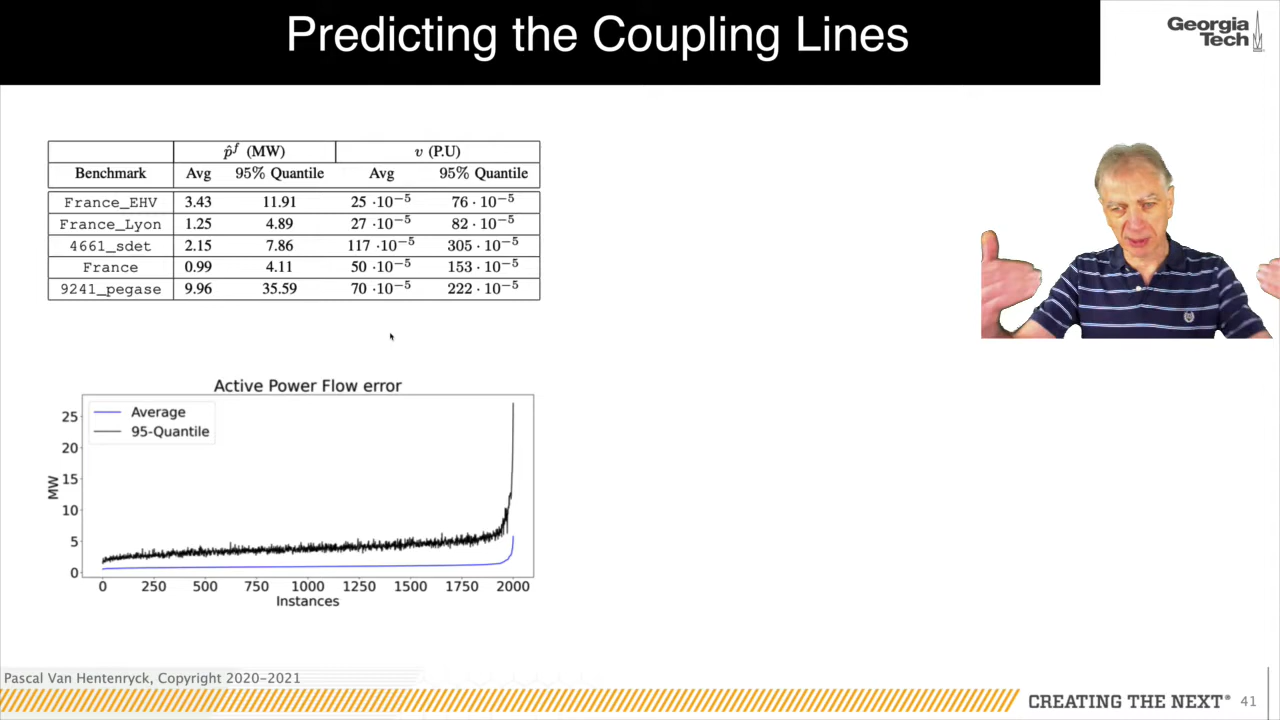 Predicting the Coupling Lines
Georgia
Tech
p̂^f (MW) v (P.U)
Benchmark Avg 95% Quantile Avg 95% Quantile
France_EHV 3.43 11.91 25 ·10⁻⁵ 76 · 10⁻⁵
France_Lyon 1.25 4.89 27 ·10⁻⁵ 82 · 10⁻⁵
4661_sdet 2.15 7.86 117 ·10⁻⁵ 305 · 10⁻⁵
France 0.99 4.11 50 ·10⁻⁵ 153 · 10⁻⁵
9241_pegase 9.96 35.59 70 ·10⁻⁵ 222 · 10⁻⁵
Active Power Flow error
Average
95-Quantile
25
20
15
10
5
0
MW
0 250 500 750 1000 1250 1500 1750 2000
Instances
Pascal Van Hentenryck, Copyright 2020-2021
CREATING THE NEXT® 41